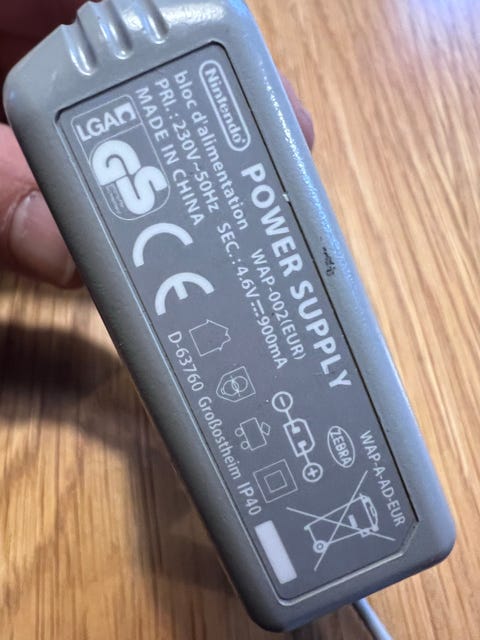 Nintendo®
POWER SUPPLY
bloc d'alimentation WAP-002(EUR)
PRI.: 230V~50Hz SEC.: 4.6V⎓900mA
MADE IN CHINA
LGA
GS
CE
ZEBRA
WAP-A-AD-EUR
D-63760 Großostheim IP40